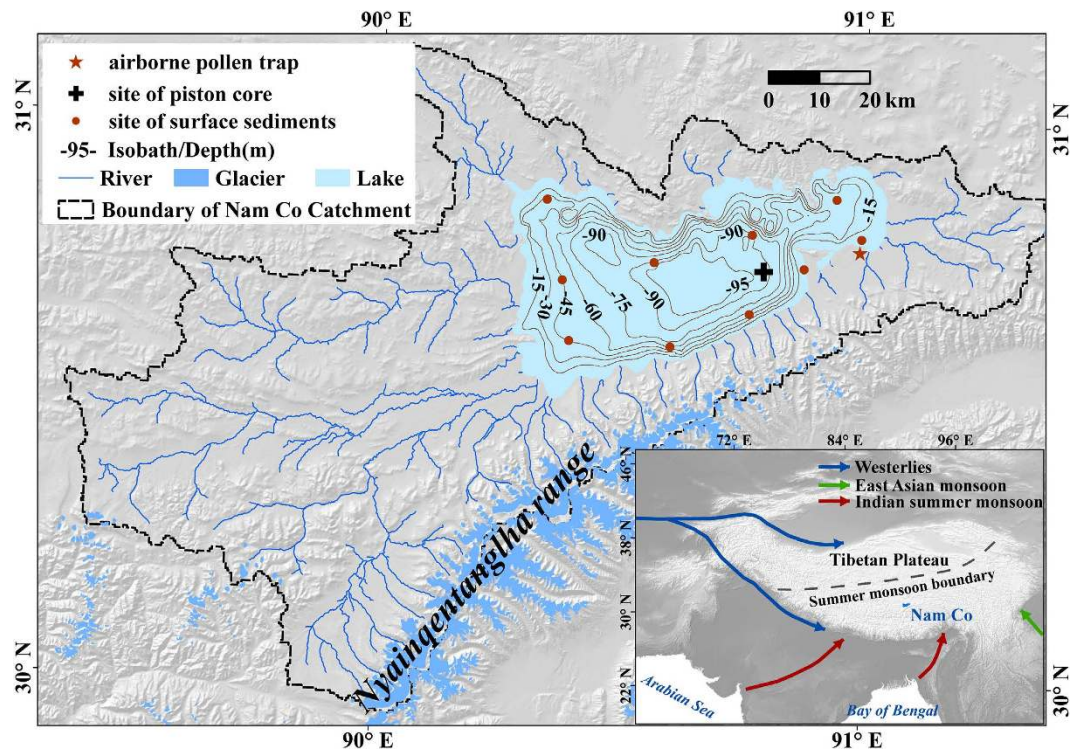 90° E
91° E
airborne pollen trap
site of piston core
site of surface sediments
-95- Isobath/Depth(m)
River Glacier Lake
Boundary of Nam Co Catchment
0 10 20 km
31° N
31° N
-90
-90
-15
-15
-30
-45
-60
-75
-90
-95
Nyainqentanglha range
72° E
84° E
96° E
46° N
38° N
30° N
22° N
Westerlies
East Asian monsoon
Indian summer monsoon
Tibetan Plateau
Summer monsoon boundary
Nam Co
Arabian Sea
Bay of Bengal
30° N
30° N
90° E
91° E